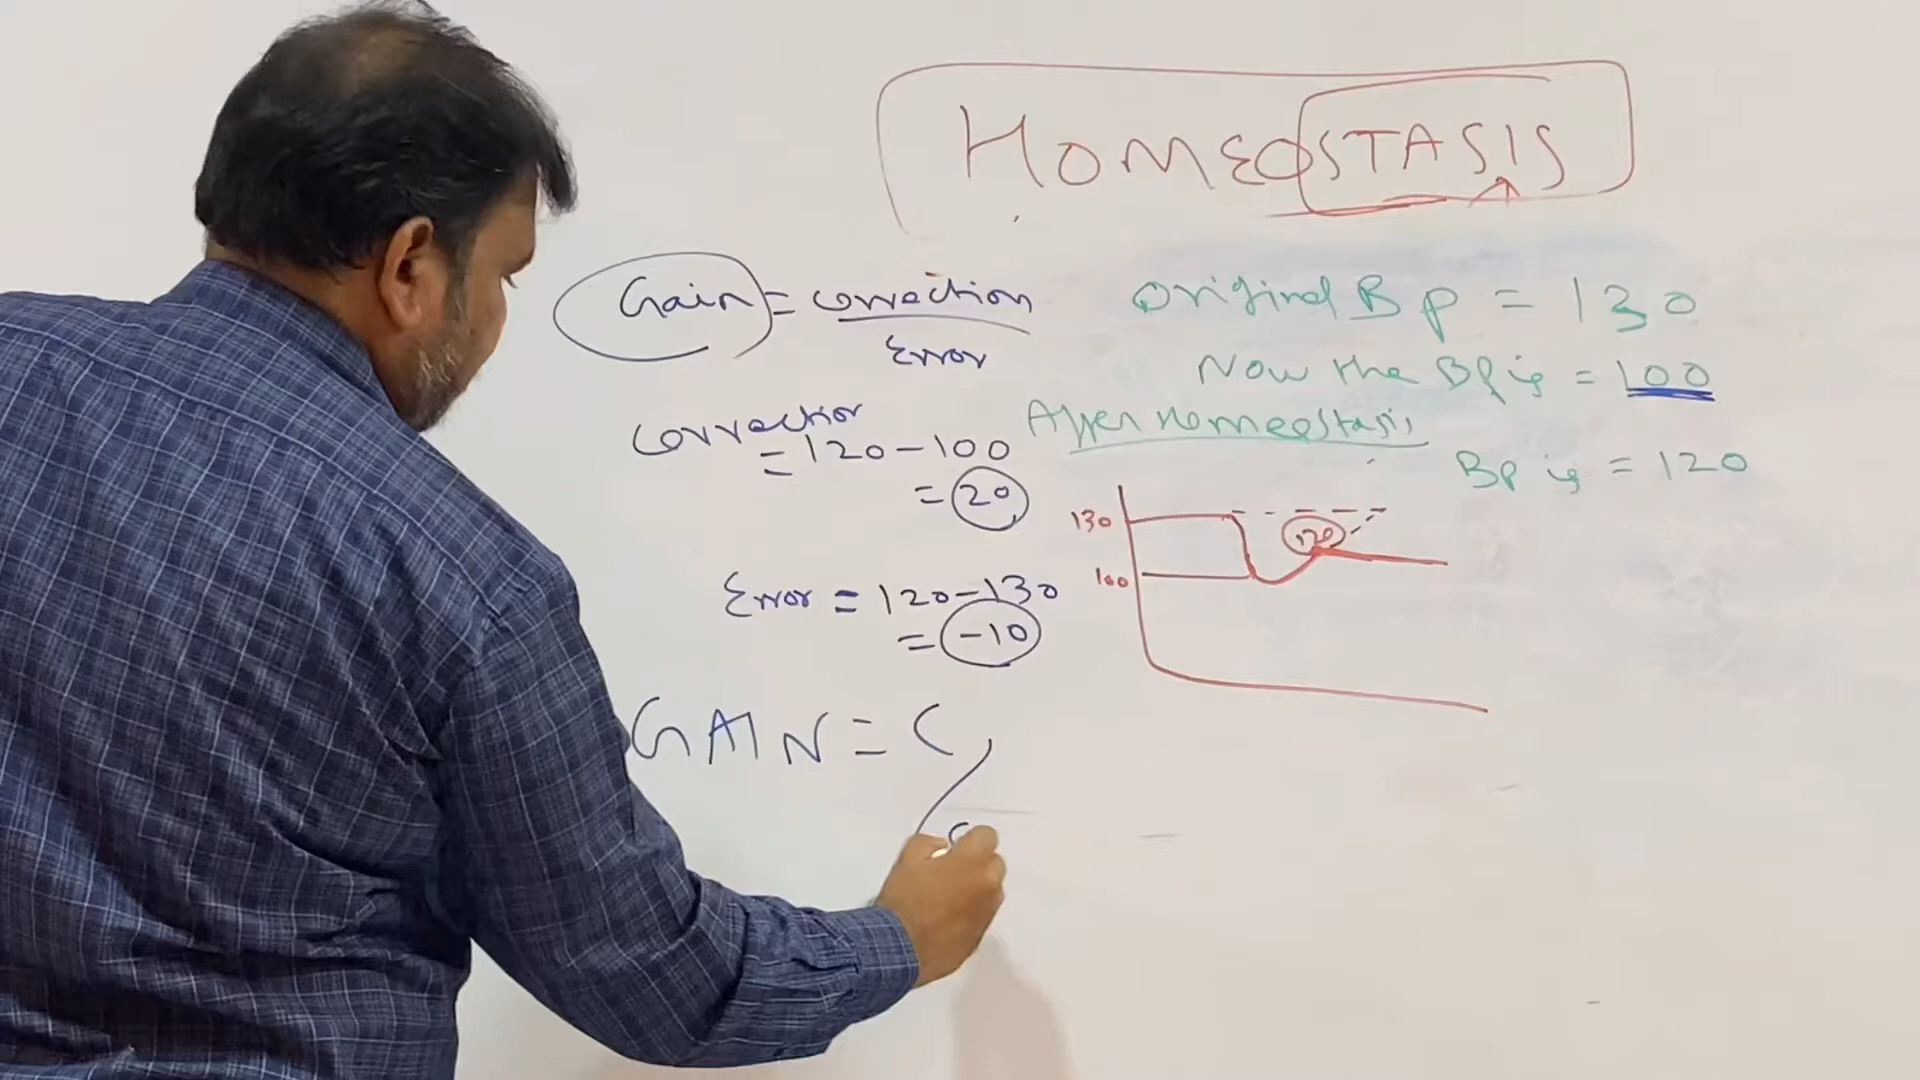 HOMEOSTASIS
Gain = correction
Error
Original BP = 130
Now the BP is = 100
After Homeostasis
BP is = 120
correction
= 120 - 100
= 20
Error = 120 - 130
= -10
130
120
100
GAIN = C